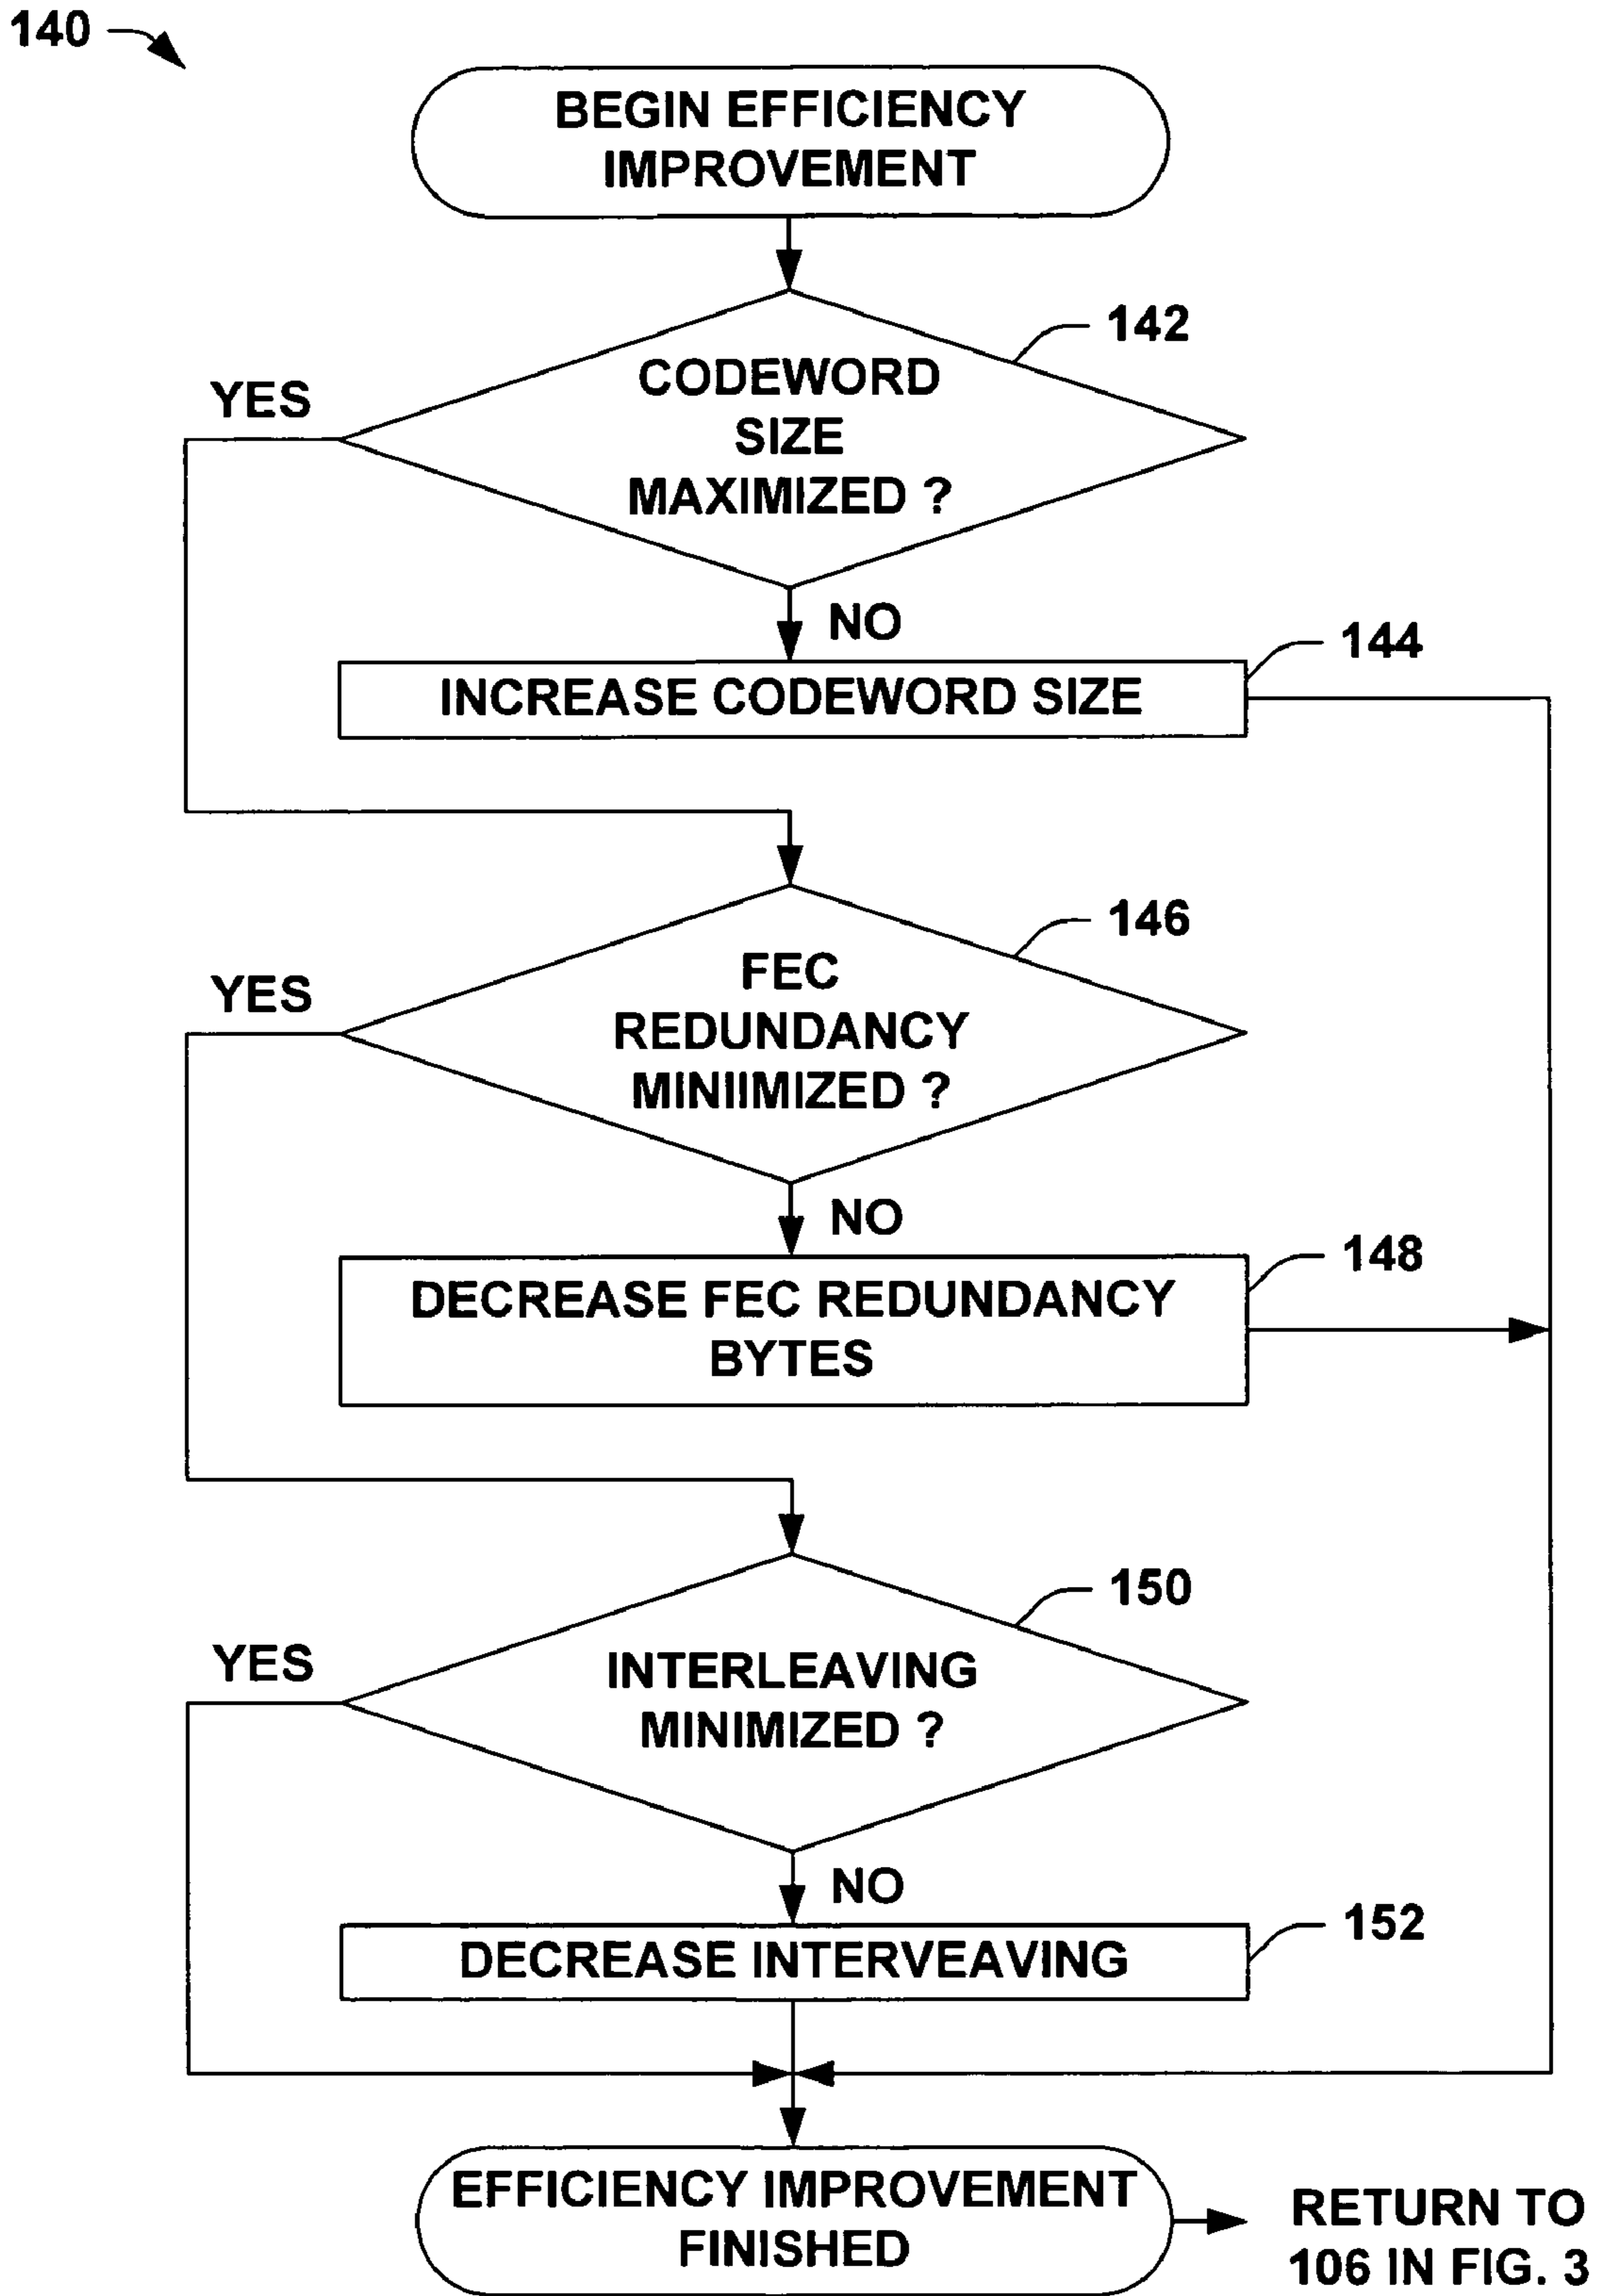 140
BEGIN EFFICIENCY
IMPROVEMENT
142
CODEWORD
SIZE
MAXIMIZED ?
YES
NO
144
INCREASE CODEWORD SIZE
146
FEC
REDUNDANCY
MINIIMIZED ?
YES
NO
148
DECREASE FEC REDUNDANCY
BYTES
150
INTERLEAVING
MINIMIZED ?
YES
NO
152
DECREASE INTERVEAVING
EFFICIENCY IMPROVEMENT
FINISHED
RETURN TO
106 IN FIG. 3